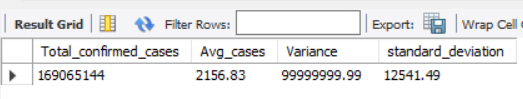 Result Grid Filter Rows: Export: Wrap Cell
Total_confirmed_cases Avg_cases Variance standard_deviation
169065144 2156.83 99999999.99 12541.49